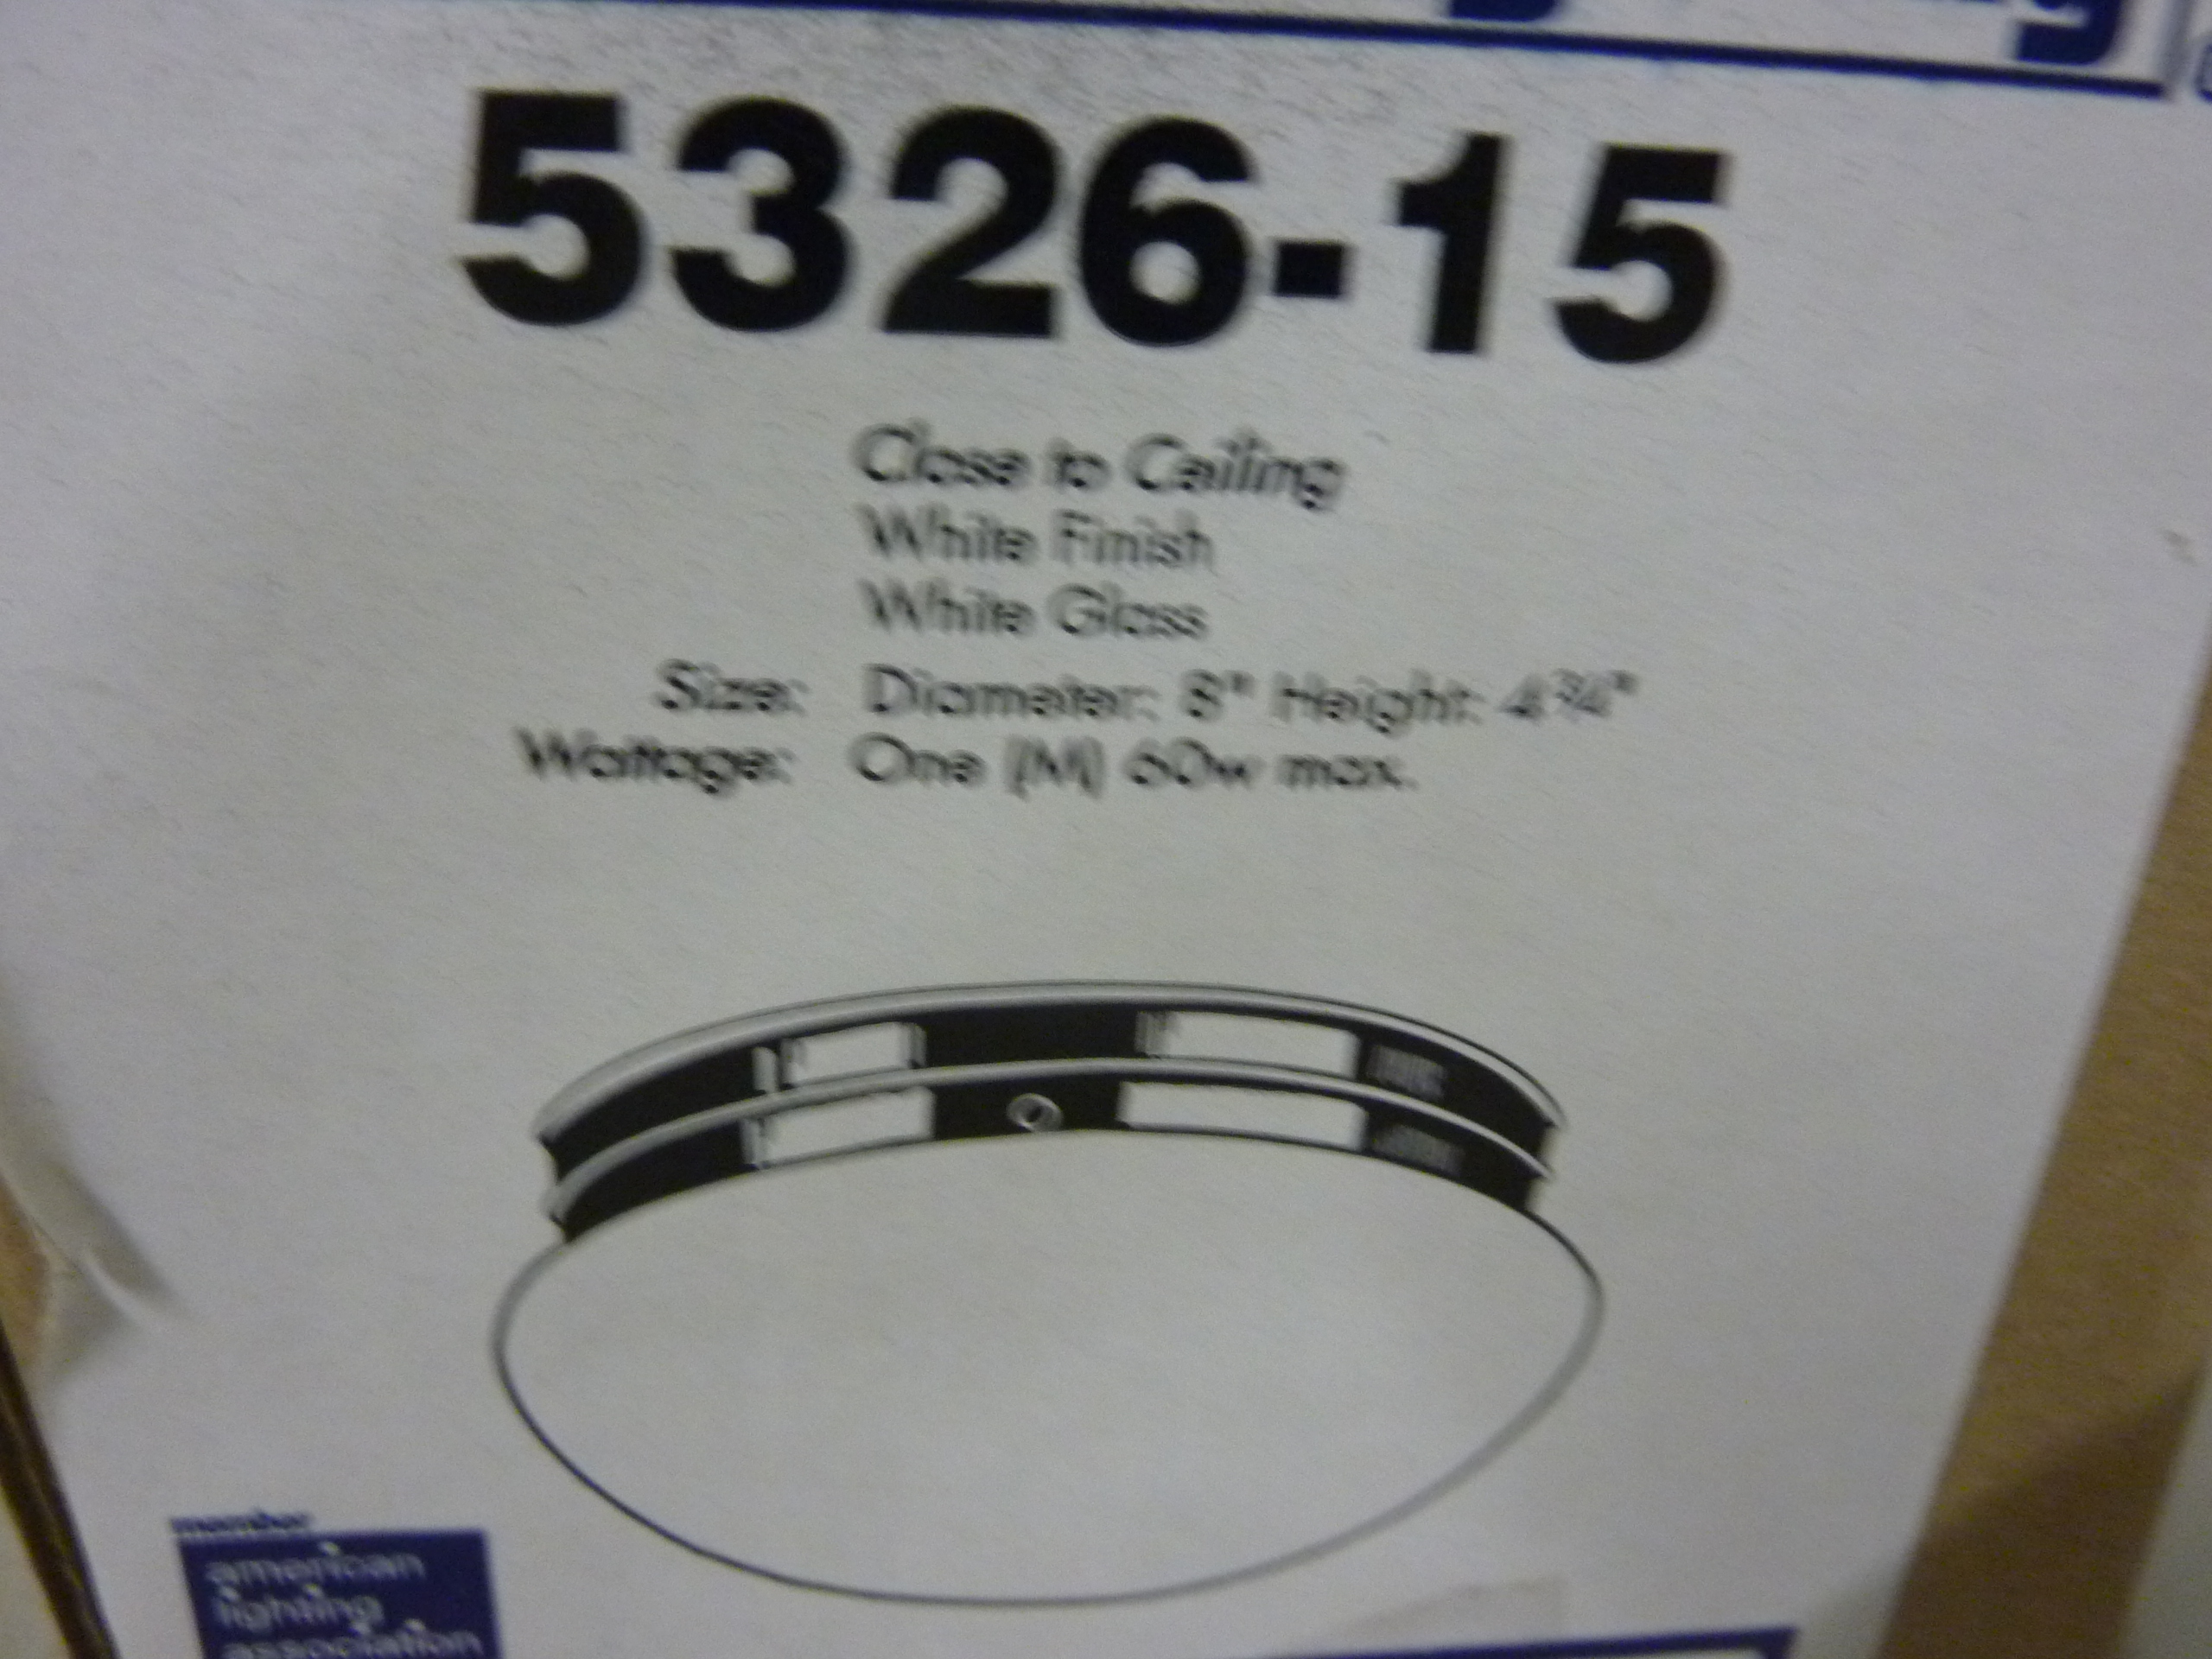 5326-15
Close to Ceiling
White Finish
White Glass
Size: Diameter: 8" Height: 4¾"
Wattage: One (M) 60w max.
member
american
lighting
association